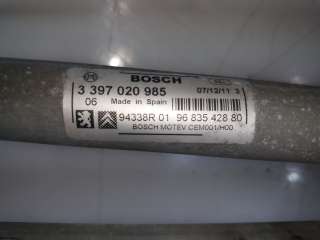 BOSCH
3 397 020 985
07/12/11 3
06 Made in Spain
94338R 01 96 835 428 80
BOSCH MOTEV CEM001/H00